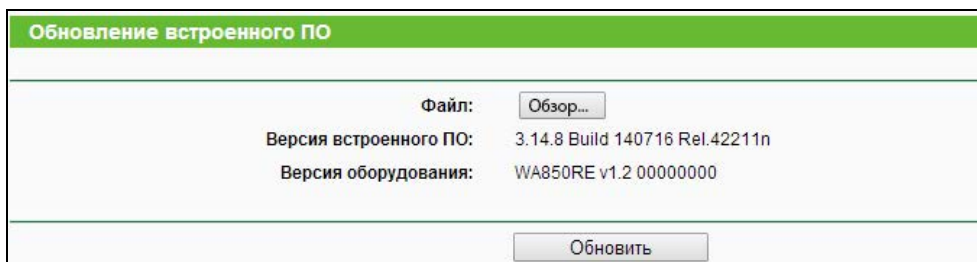 Обновление встроенного ПО
Файл: Обзор...
Версия встроенного ПО: 3.14.8 Build 140716 Rel.42211n
Версия оборудования: WA850RE v1.2 00000000
Обновить